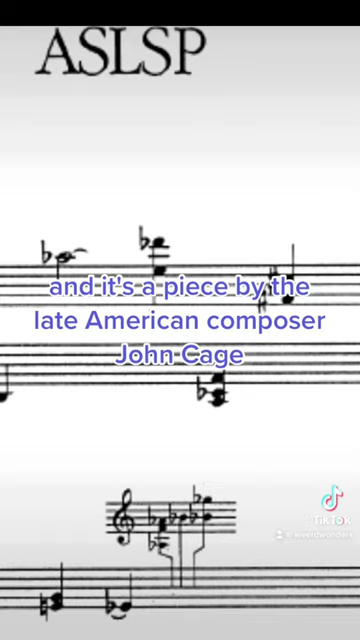 ASLSP
and it's a piece by the
late American composer
John Cage
TikTok